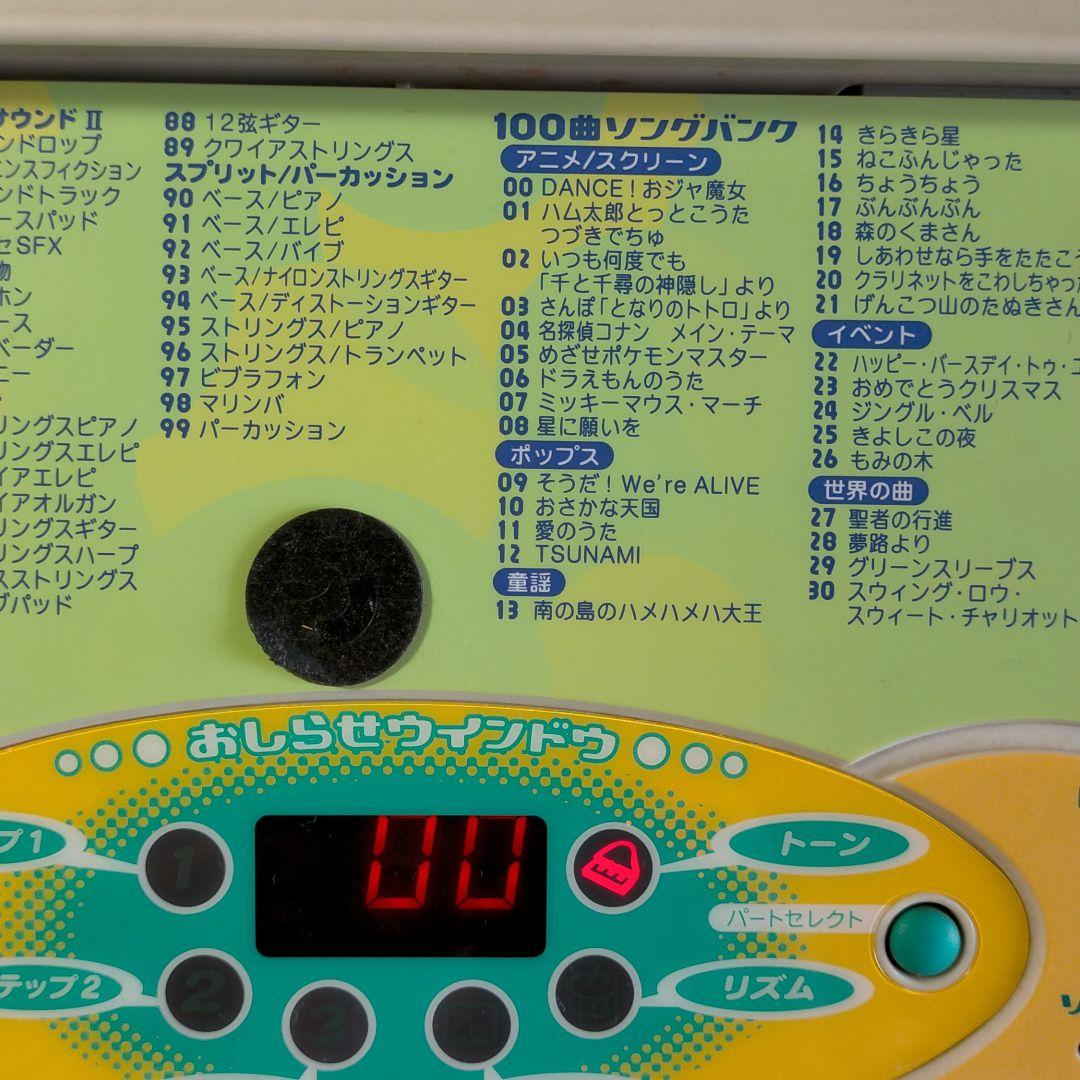 サウンド II
ンドロップ
エンスフィクション
ンドトラック
ースパッド
セSFX
物
ホン
ース
ベーダー
ニー
リングスピアノ
リングスエレピ
イアエレピ
イアオルガン
リングスギター
リングスハープ
スストリングス
グパッド
88 12弦ギター
89 クワイアストリングス
スプリット/パーカッション
90 ベース/ピアノ
91 ベース/エレピ
92 ベース/バイブ
93 ベース/ナイロンストリングスギター
94 ベース/ディストーションギター
95 ストリングス/ピアノ
96 ストリングス/トランペット
97 ビブラフォン
98 マリンバ
99 パーカッション
100曲ソングバンク
アニメ/スクリーン
00 DANCE!おジャ魔女
01 ハム太郎とっとこうた
つづきでちゅ
02 いつも何度でも
「千と千尋の神隠し」より
03 さんぽ「となりのトトロ」より
04 名探偵コナン メイン・テーマ
05 めざせポケモンマスター
06 ドラえもんのうた
07 ミッキーマウス・マーチ
08 星に願いを
ポップス
09 そうだ!We're ALIVE
10 おさかな天国
11 愛のうた
12 TSUNAMI
童謡
13 南の島のハメハメハ大王
14 きらきら星
15 ねこふんじゃった
16 ちょうちょう
17 ぶんぶんぶん
18 森のくまさん
19 しあわせなら手をたたこう
20 クラリネットをこわしちゃった
21 げんこつ山のたぬきさん
イベント
22 ハッピー・バースデイ・トゥ・ユ
23 おめでとうクリスマス
24 ジングル・ベル
25 きよしこの夜
26 もみの木
世界の曲
27 聖者の行進
28 夢路より
29 グリーンスリーブス
30 スウィング・ロウ・
スウィート・チャリオット
おしらせウインドウ
プ1
1
00
トーン
パートセレクト
テップ2
2
3
リズム